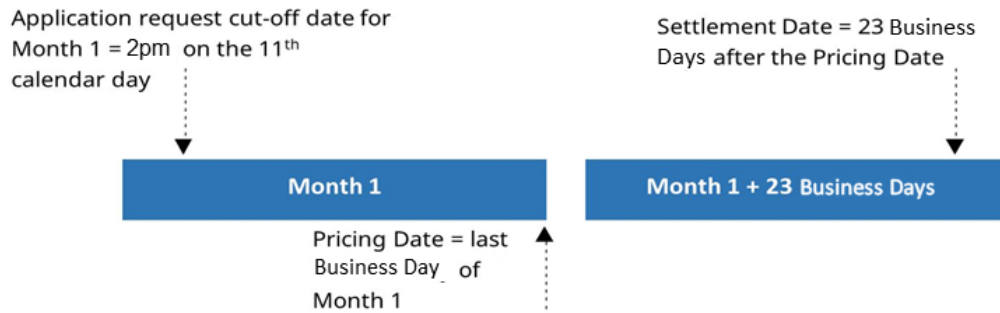 Application request cut-off date for
Month 1 = 2pm on the 11th
calendar day
Settlement Date = 23 Business
Days after the Pricing Date
Month 1
Month 1 + 23 Business Days
Pricing Date = last
Business Day of
Month 1